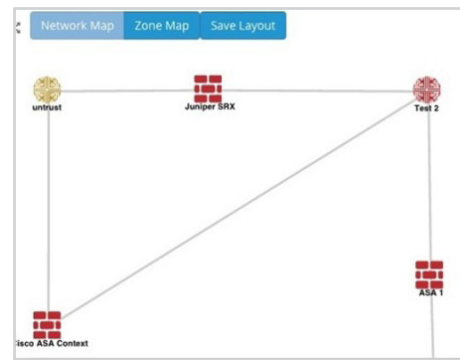 Network Map Zone Map Save Layout
untrust Juniper SRX Test 2
ASA 1
isco ASA Context